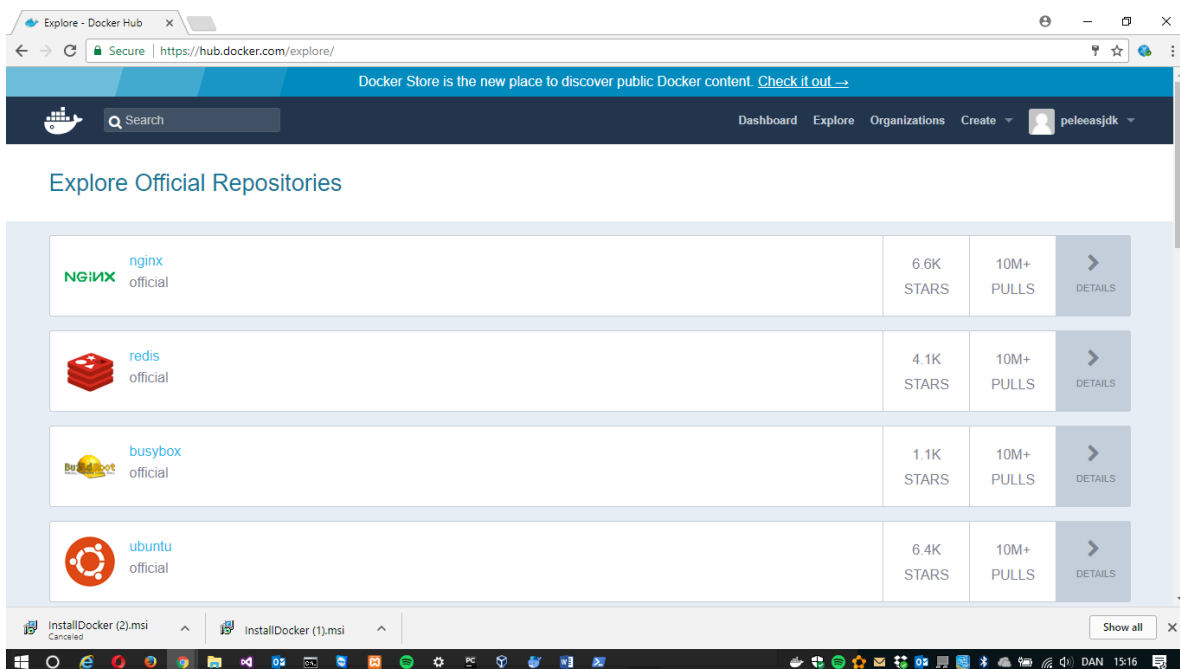 Explore - Docker Hub
Secure | https://hub.docker.com/explore/
Docker Store is the new place to discover public Docker content. Check it out →
Search
Dashboard Explore Organizations Create peleeasjdk
Explore Official Repositories
NGINX
nginx
official
6.6K
STARS
10M+
PULLS
DETAILS
redis
official
4.1K
STARS
10M+
PULLS
DETAILS
busybox
official
1.1K
STARS
10M+
PULLS
DETAILS
ubuntu
official
6.4K
STARS
10M+
PULLS
DETAILS
InstallDocker (2).msi
Canceled
InstallDocker (1).msi
Show all
DAN 15:16